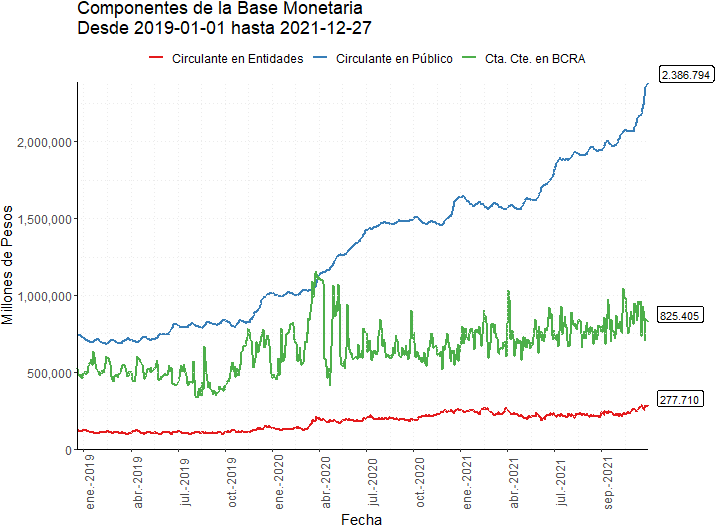 Componentes de la Base Monetaria
Desde 2019-01-01 hasta 2021-12-27
Circulante en Entidades
Circulante en Público
Cta. Cte. en BCRA
2.386.794
2,000,000
1,500,000
1,000,000
500,000
0
Millones de Pesos
825.405
277.710
ene.-2019
abr.-2019
jul.-2019
oct.-2019
ene.-2020
abr.-2020
jul.-2020
oct.-2020
ene.-2021
abr.-2021
jul.-2021
sep.-2021
Fecha